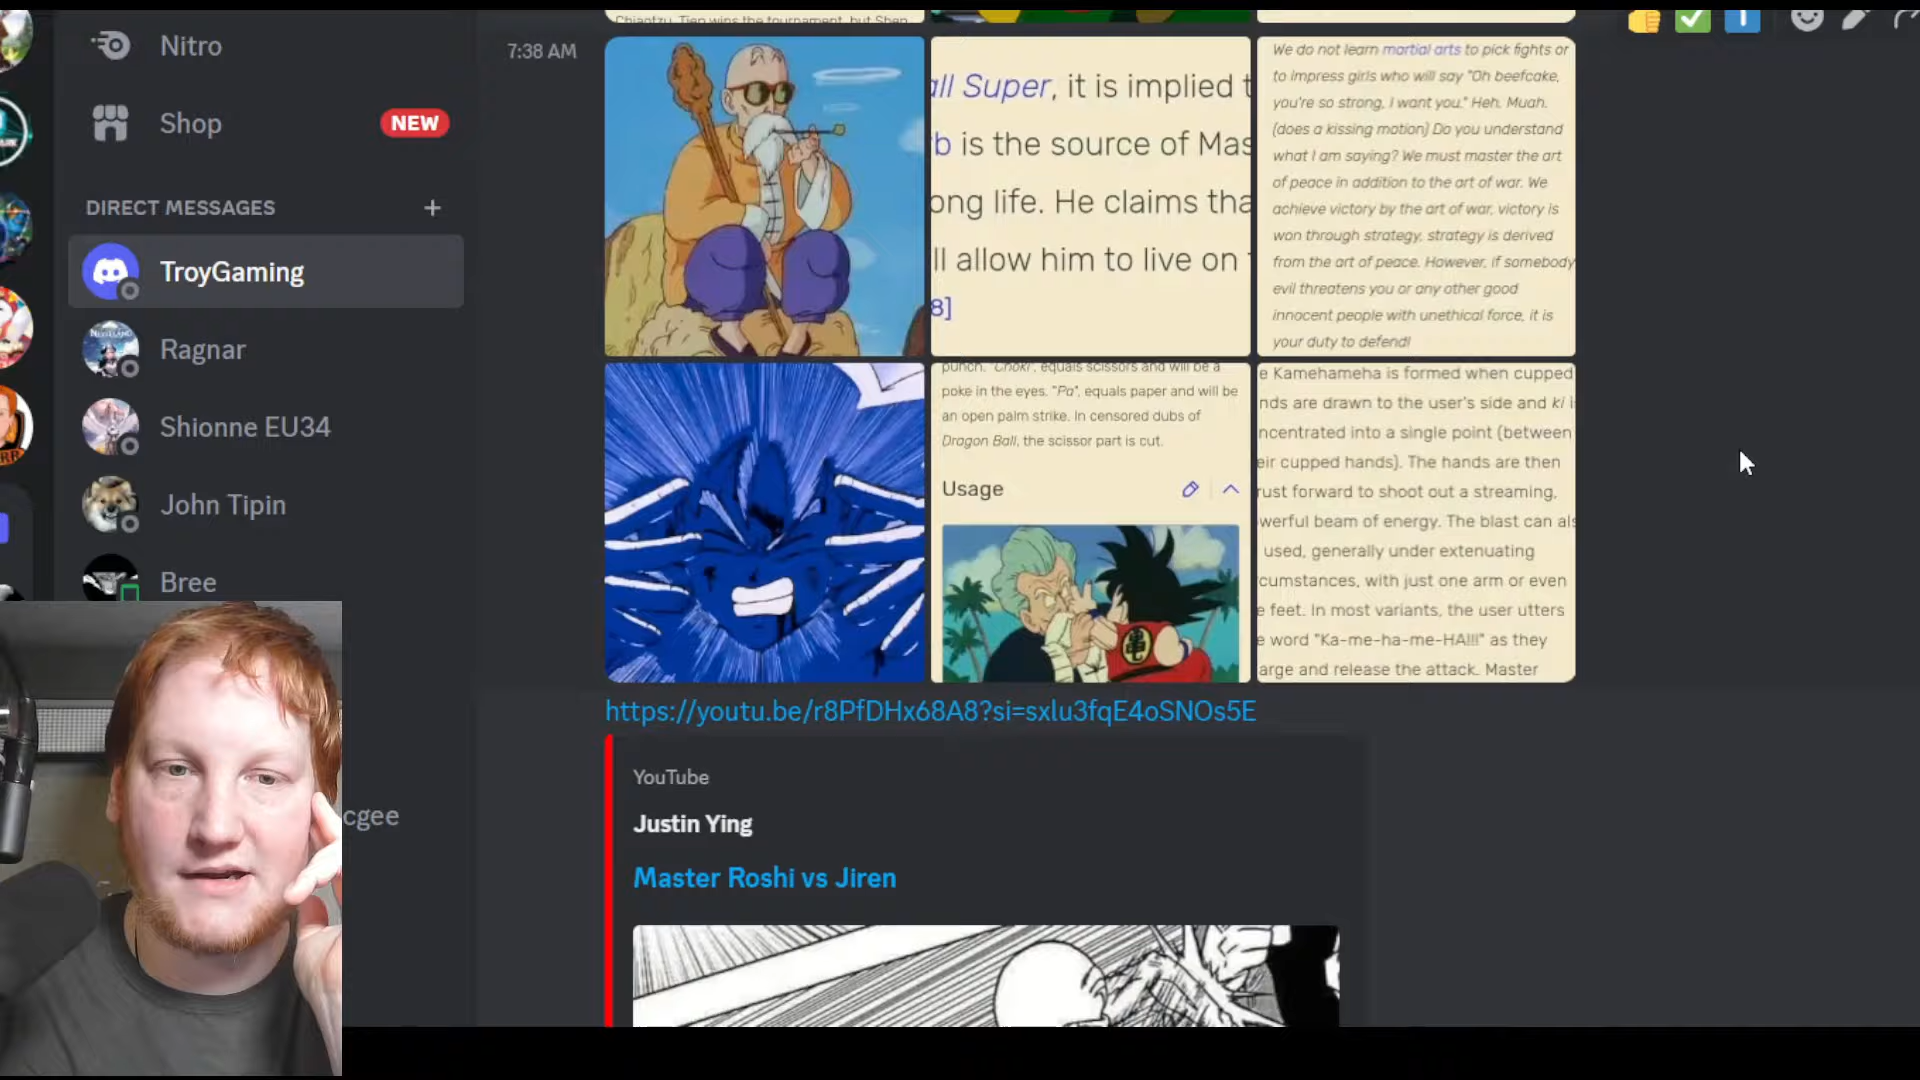 Chiaotzu. Tien wins the tournament, but Shen
Nitro
Shop
NEW
DIRECT MESSAGES
+
TroyGaming
Ragnar
Shionne EU34
John Tipin
Bree
cgee
7:38 AM
all Super, it is implied t
b is the source of Mas
ong life. He claims tha
ll allow him to live on
8]
We do not learn martial arts to pick fights or
to impress girls who will say "Oh beefcake,
you're so strong, I want you." Heh. Muah.
(does a kissing motion) Do you understand
what I am saying? We must master the art
of peace in addition to the art of war. We
achieve victory by the art of war, victory is
won through strategy, strategy is derived
from the art of peace. However, if somebody
evil threatens you or any other good
innocent people with unethical force, it is
your duty to defend!
punch. "Choki", equals scissors and will be a
poke in the eyes. "Pa", equals paper and will be
an open palm strike. In censored dubs of
Dragon Ball, the scissor part is cut.
Usage
亀
e Kamehameha is formed when cupped
nds are drawn to the user's side and ki i
ncentrated into a single point (between
eir cupped hands). The hands are then
rust forward to shoot out a streaming,
werful beam of energy. The blast can als
used, generally under extenuating
cumstances, with just one arm or even
e feet. In most variants, the user utters
e word "Ka-me-ha-me-HA!!!" as they
arge and release the attack. Master
https://youtu.be/r8PfDHx68A8?si=sxlu3fqE4oSNOs5E
YouTube
Justin Ying
Master Roshi vs Jiren